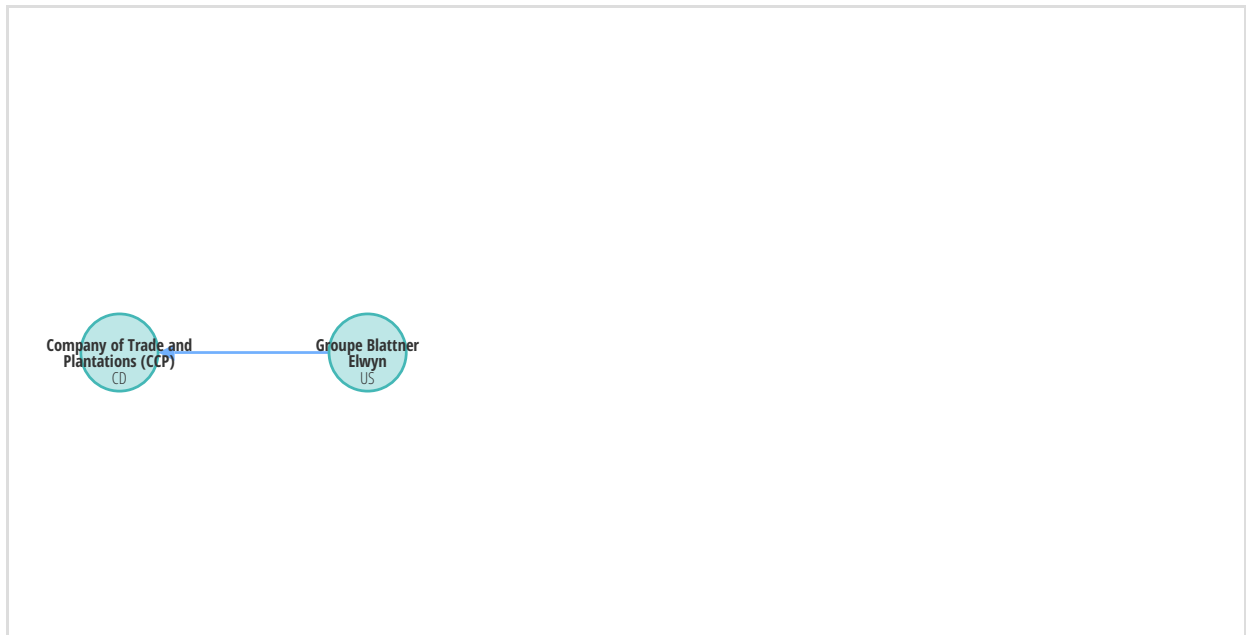 Company of Trade and
Plantations (CCP)
CD
Groupe Blattner
Elwyn
US